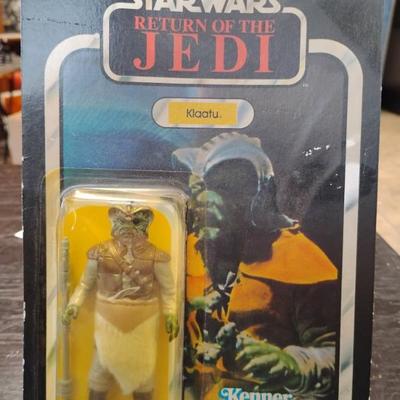 STAR WARS
RETURN OF THE
JEDI
Klaatu
Kenner